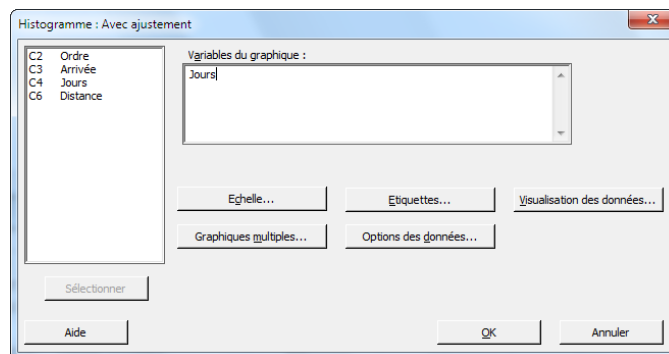 Histogramme : Avec ajustement
C2 Ordre
C3 Arrivée
C4 Jours
C6 Distance
Variables du graphique :
Jours
Echelle...
Etiquettes...
Visualisation des données...
Graphiques multiples...
Options des données...
Sélectionner
Aide
OK
Annuler